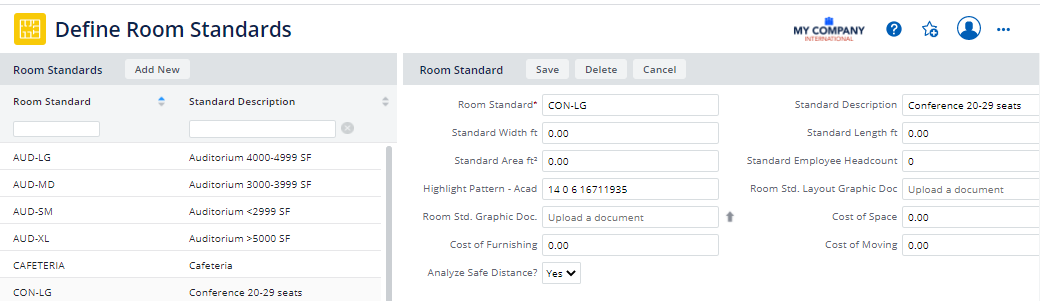 Define Room Standards
MY COMPANY
INTERNATIONAL
?
...
Room Standards Add New
Room Standard Save Delete Cancel
Room Standard Standard Description
AUD-LG Auditorium 4000-4999 SF
AUD-MD Auditorium 3000-3999 SF
AUD-SM Auditorium <2999 SF
AUD-XL Auditorium >5000 SF
CAFETERIA Cafeteria
CON-LG Conference 20-29 seats
Room Standard* CON-LG Standard Description Conference 20-29 seats
Standard Width ft 0.00 Standard Length ft 0.00
Standard Area ft² 0.00 Standard Employee Headcount 0
Highlight Pattern - Acad 14 0 6 16711935 Room Std. Layout Graphic Doc Upload a document
Room Std. Graphic Doc. Upload a document Cost of Space 0.00
Cost of Furnishing 0.00 Cost of Moving 0.00
Analyze Safe Distance? Yes